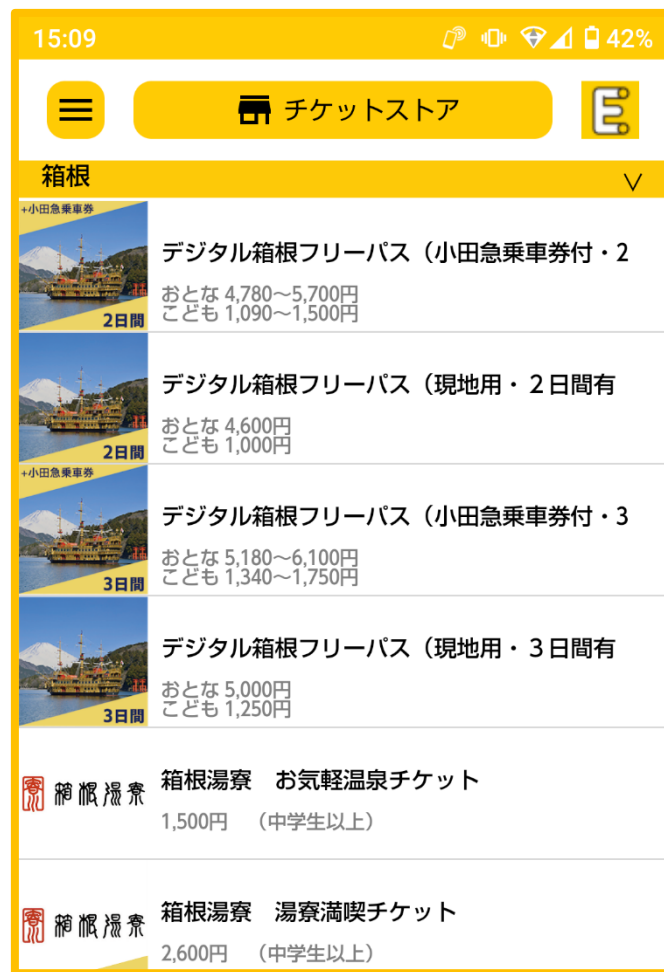 15:09
42%
チケットストア
E
箱根
+小田急乗車券
2日間
デジタル箱根フリーパス（小田急乗車券付・2
おとな 4,780～5,700円
こども 1,090～1,500円
2日間
デジタル箱根フリーパス（現地用・２日間有
おとな 4,600円
こども 1,000円
+小田急乗車券
3日間
デジタル箱根フリーパス（小田急乗車券付・3
おとな 5,180～6,100円
こども 1,340～1,750円
3日間
デジタル箱根フリーパス（現地用・３日間有
おとな 5,000円
こども 1,250円
箱根湯寮
箱根湯寮　お気軽温泉チケット
1,500円　（中学生以上）
箱根湯寮
箱根湯寮　湯寮満喫チケット
2,600円　（中学生以上）